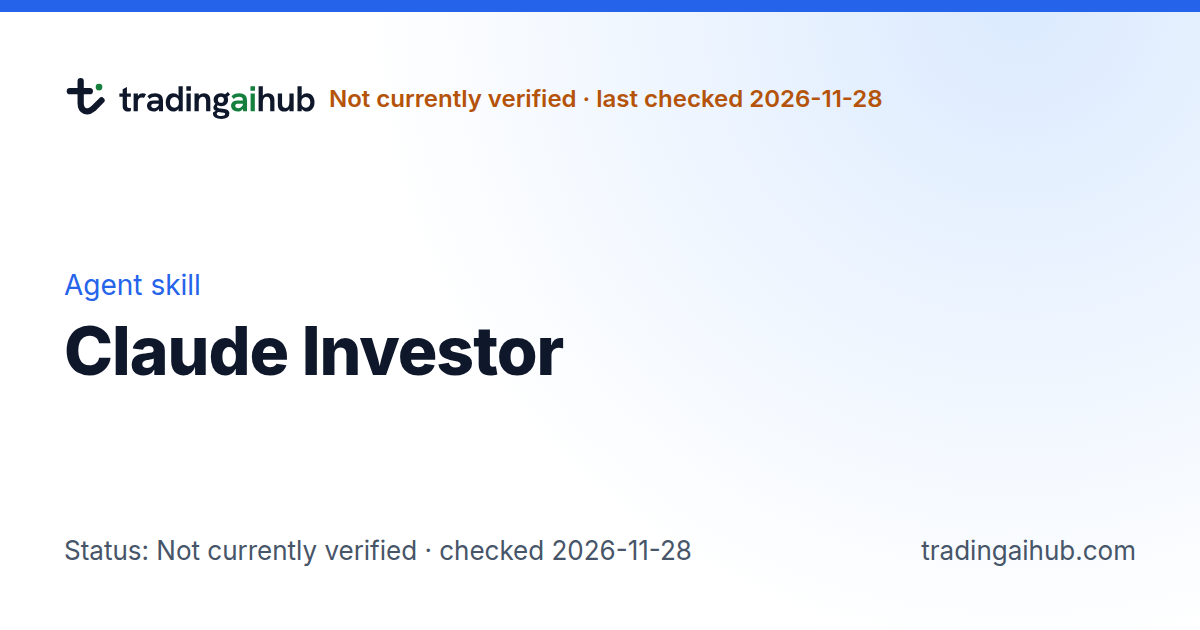 tradingaihub Not currently verified · last checked 2026-11-28
Agent skill
Claude Investor
Status: Not currently verified · checked 2026-11-28
tradingaihub.com